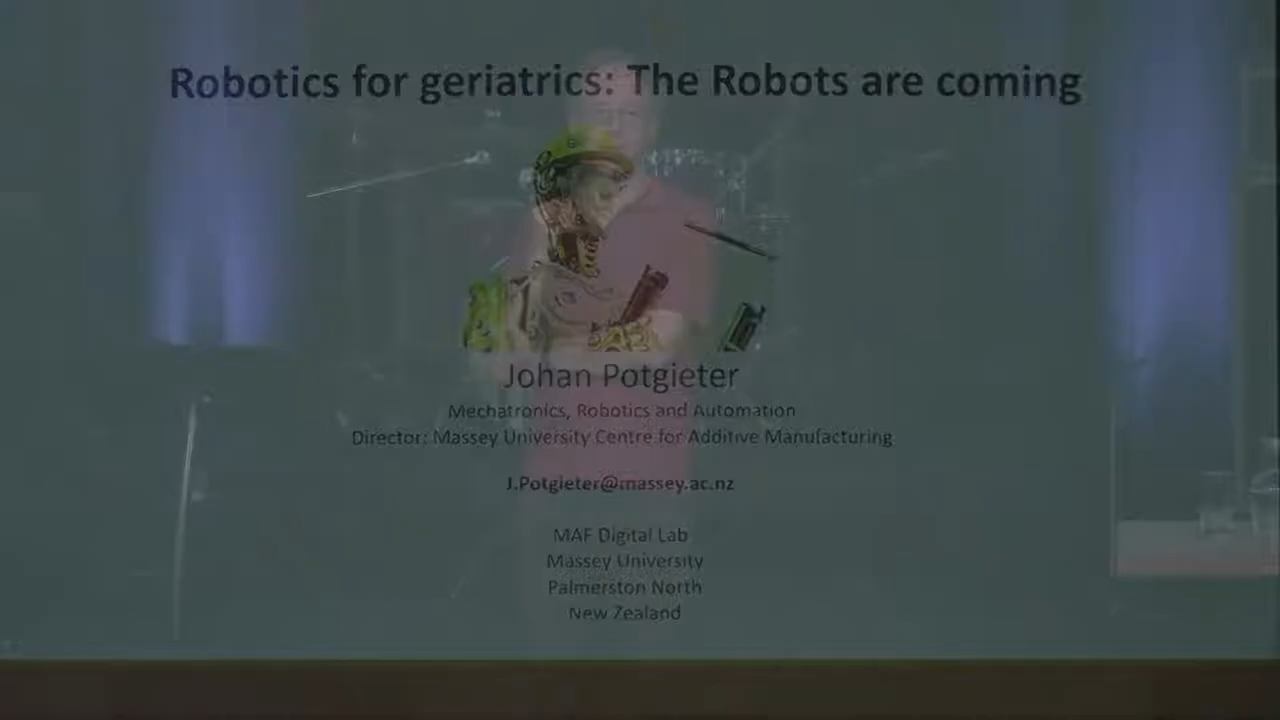 Robotics for geriatrics: The Robots are coming
Johan Potgieter
Mechatronics, Robotics and Automation
Director: Massey University Centre for Additive Manufacturing
J.Potgieter@massey.ac.nz
MAF Digital Lab
Massey University
Palmerston North
New Zealand